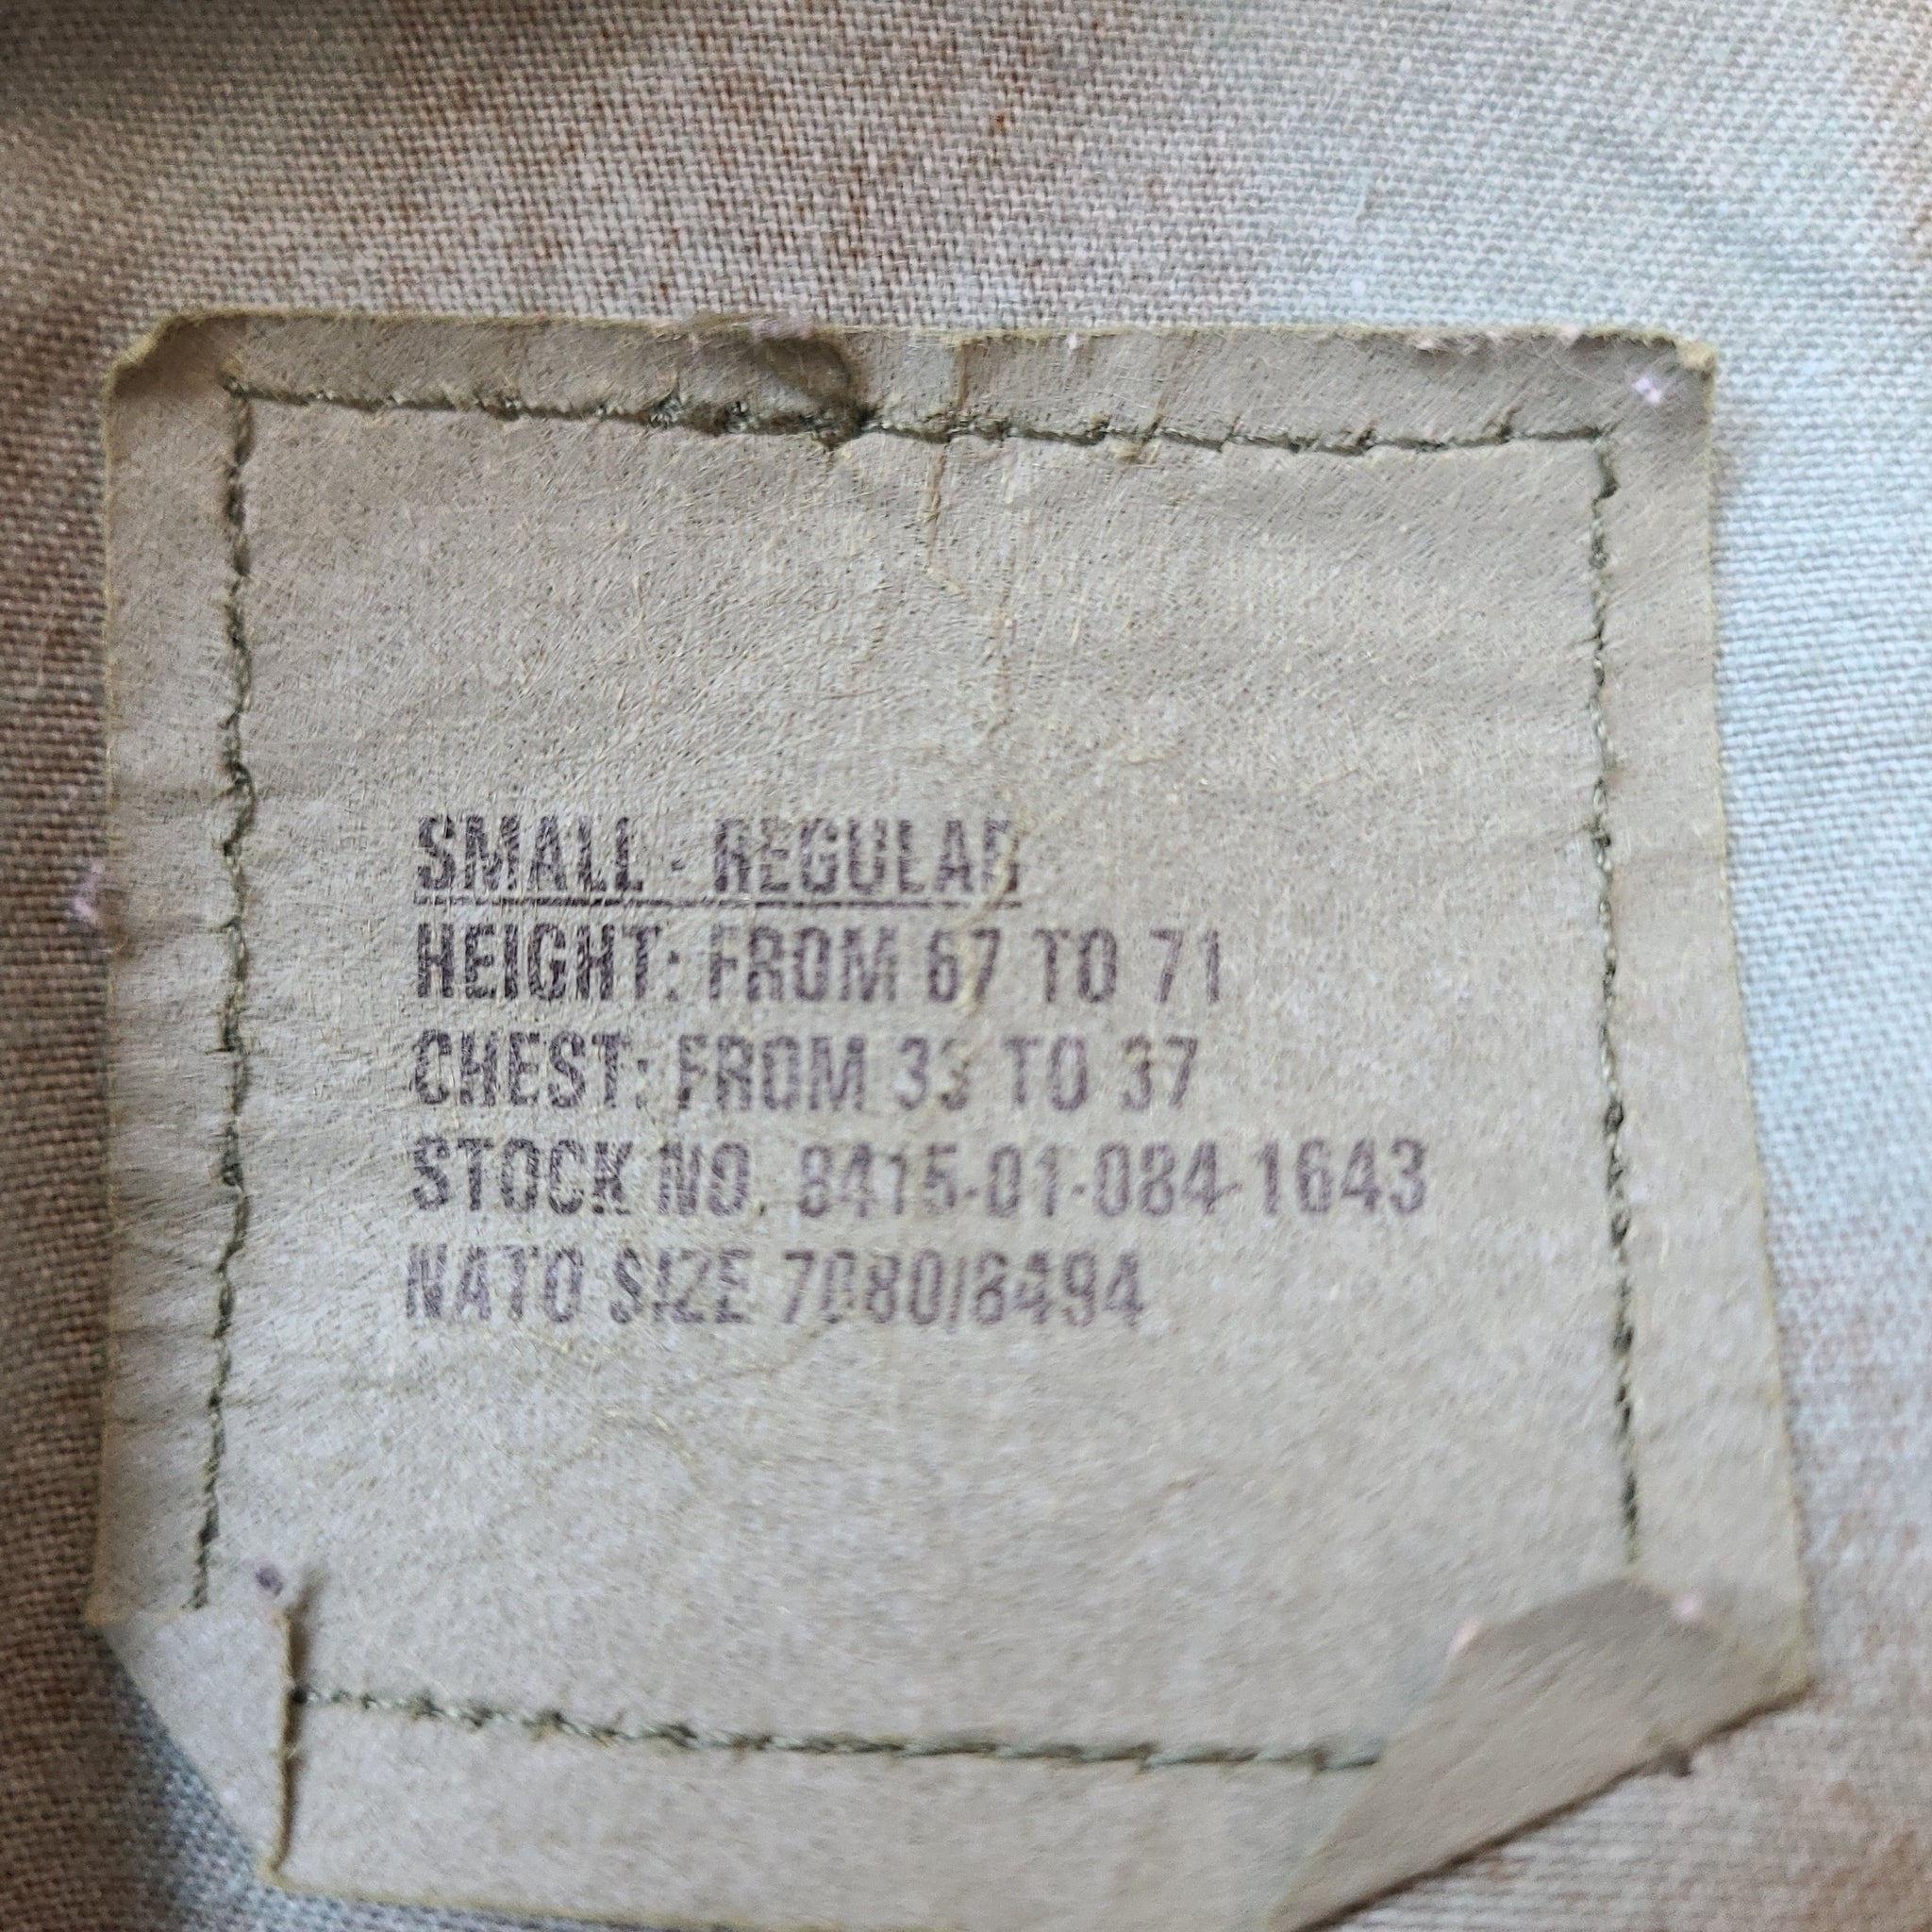 SMALL - REGULAR
HEIGHT: FROM 67 TO 71
CHEST: FROM 33 TO 37
STOCK NO. 8415-01-084-1643
NATO SIZE 7080/8494